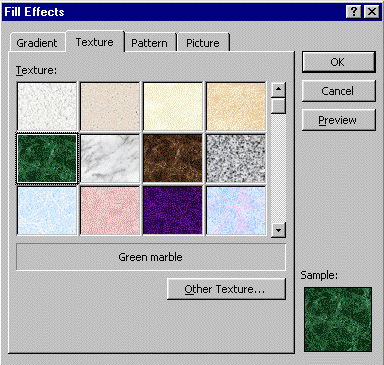 Fill Effects
Gradient Texture Pattern Picture
Texture:
OK
Cancel
Preview
Green marble
Other Texture...
Sample: